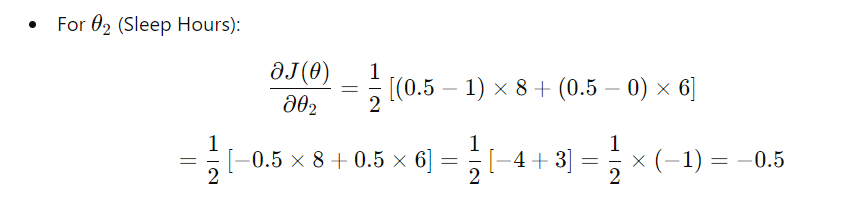 • For θ₂ (Sleep Hours):
∂J(θ)/∂θ₂ = 1/2 [(0.5 − 1) × 8 + (0.5 − 0) × 6]
= 1/2 [−0.5 × 8 + 0.5 × 6] = 1/2 [−4 + 3] = 1/2 × (−1) = −0.5